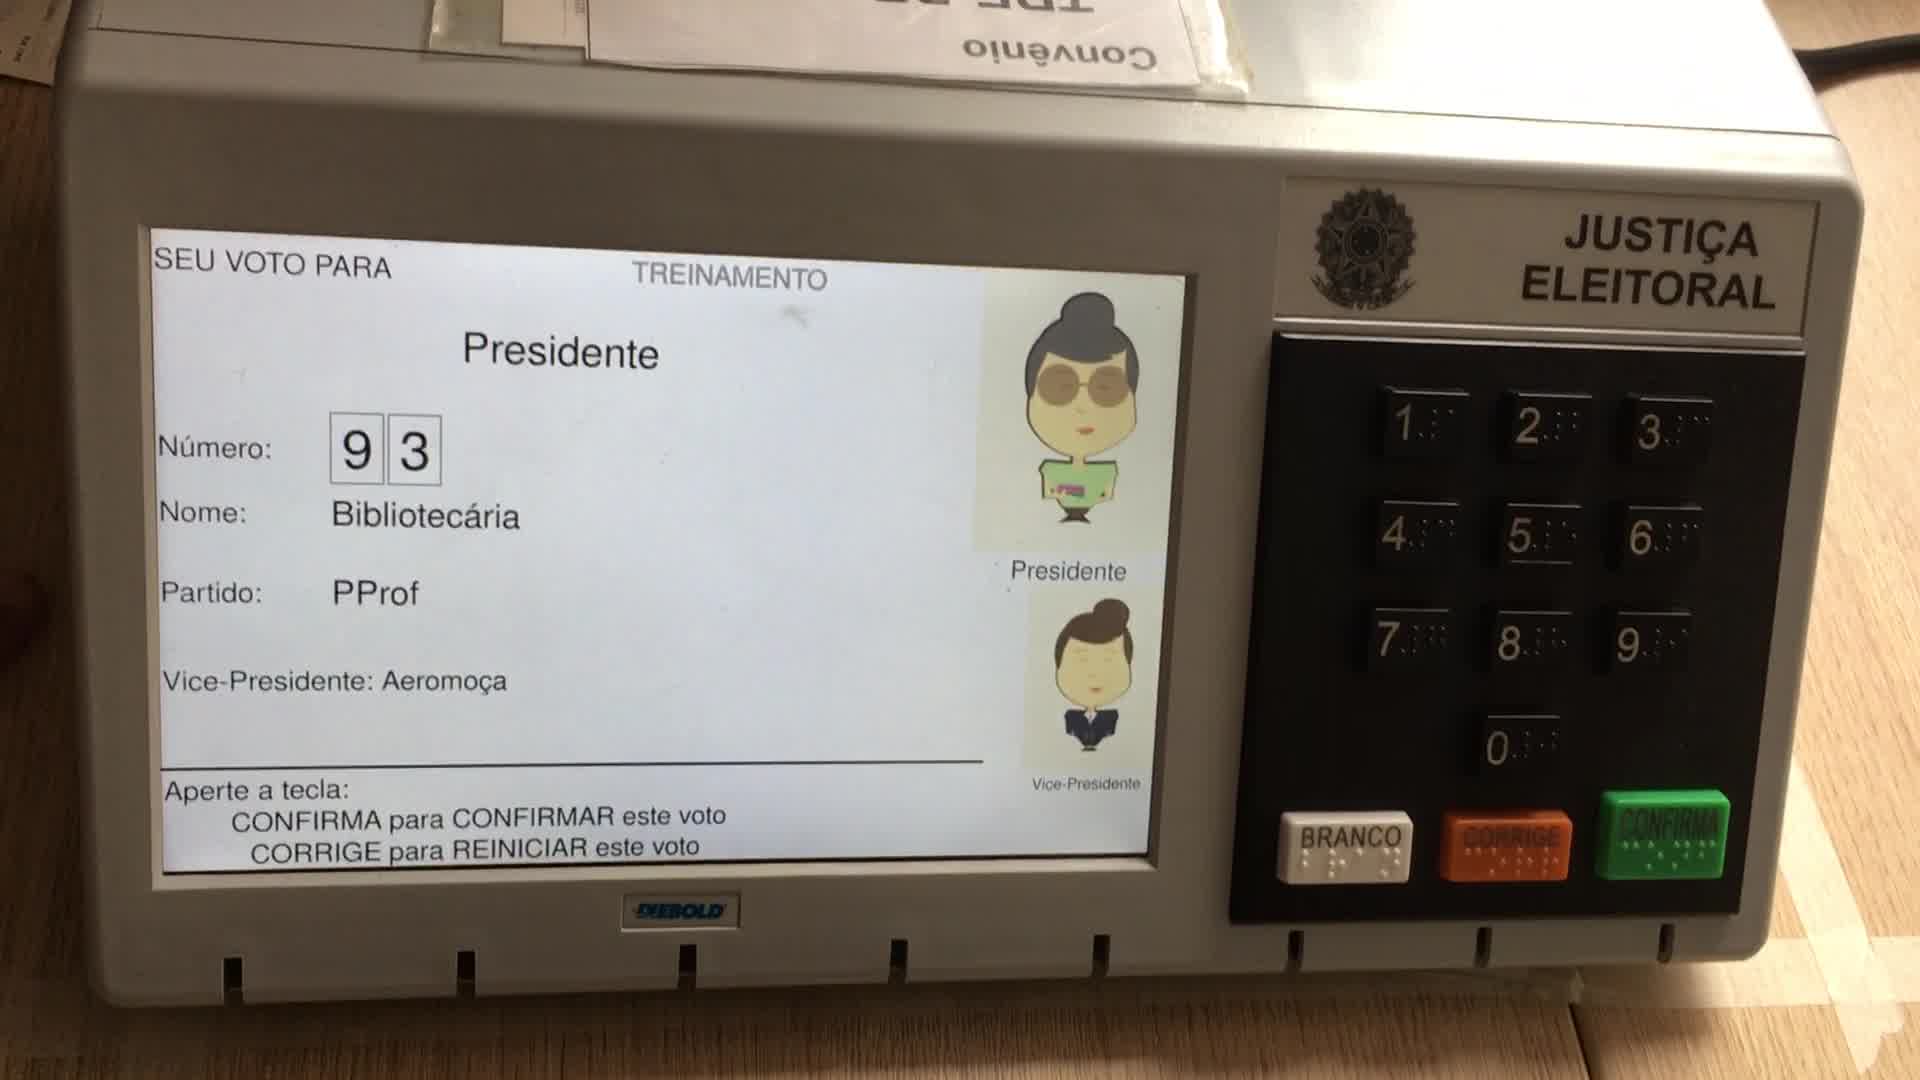 Convênio
JUSTIÇA
ELEITORAL
SEU VOTO PARA
TREINAMENTO
Presidente
Número: 9 3
Nome: Bibliotecária
Partido: PProf
Vice-Presidente: Aeromoça
Presidente
Vice-Presidente
Aperte a tecla:
CONFIRMA para CONFIRMAR este voto
CORRIGE para REINICIAR este voto
DIEBOLD
1 2 3
4 5 6
7 8 9
0
BRANCO CORRIGE CONFIRMA